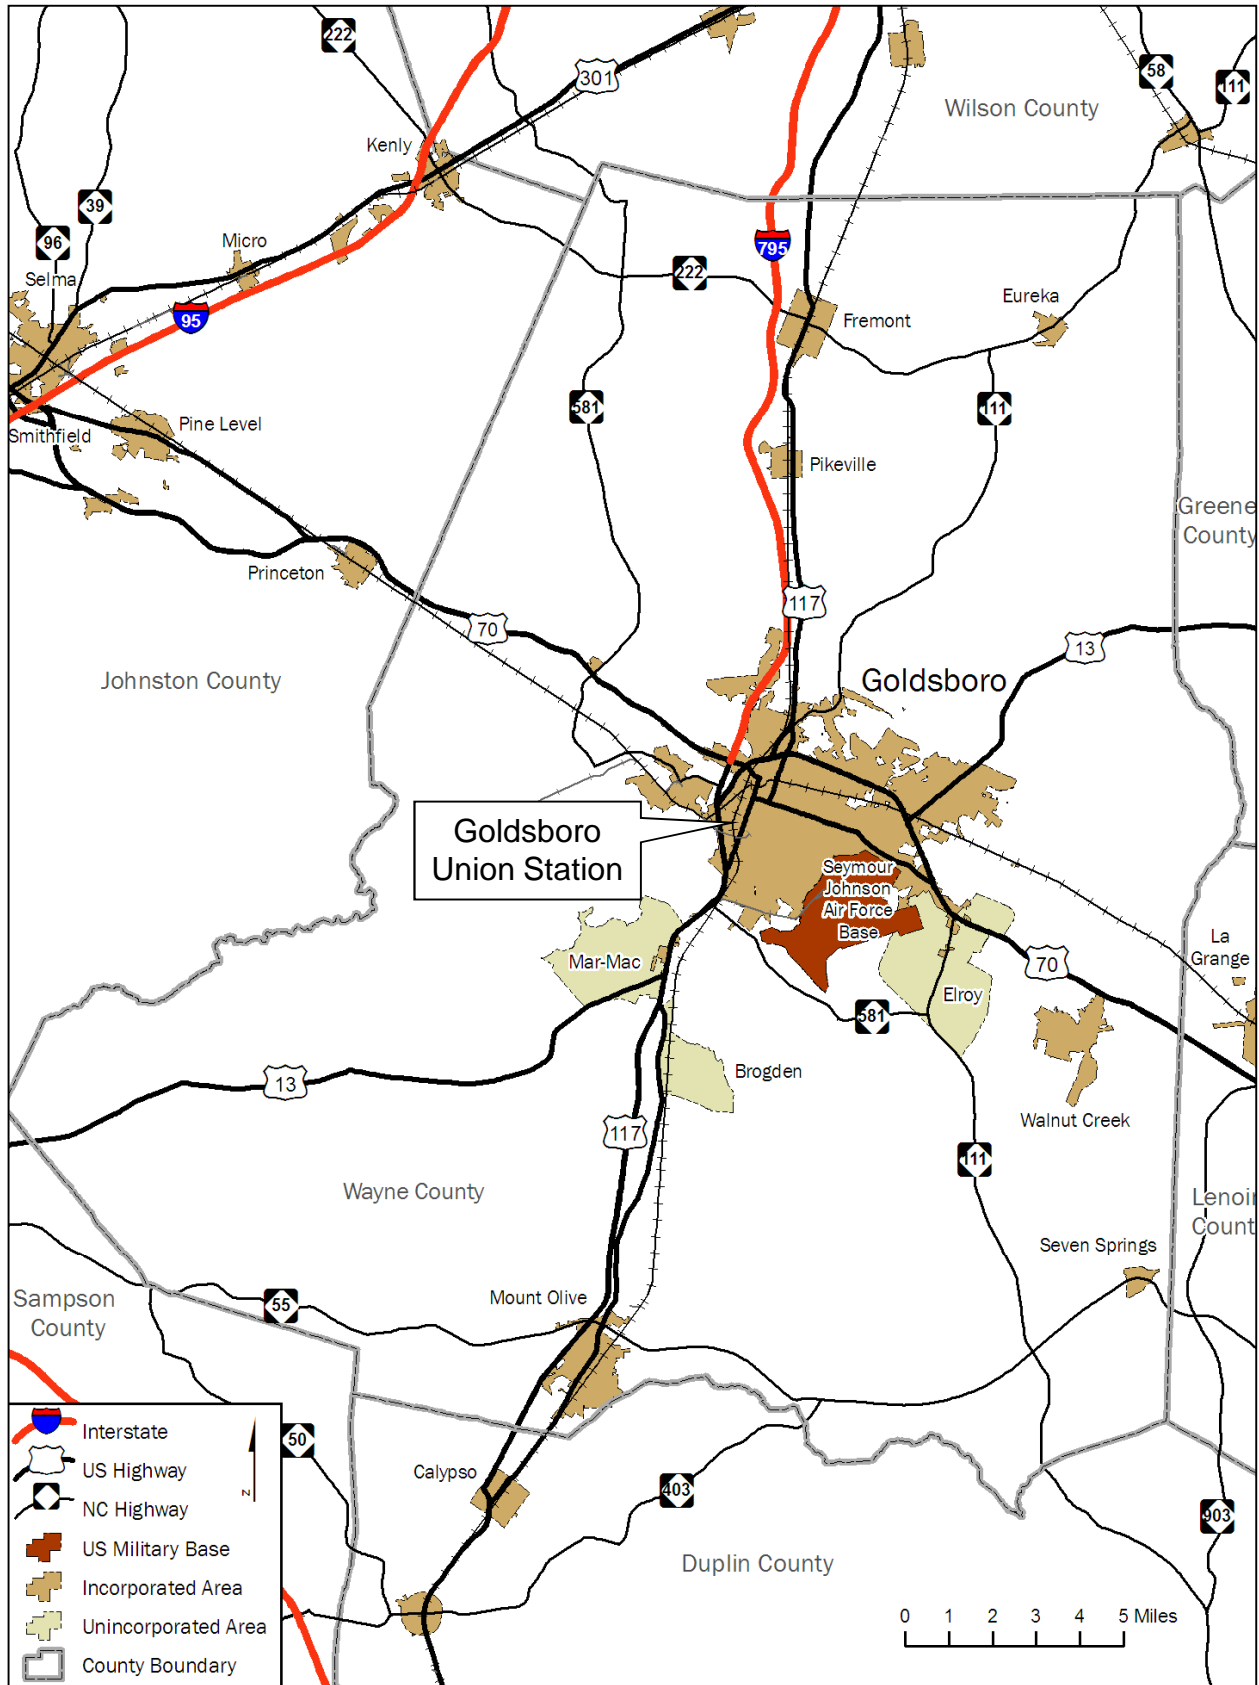 222
301
58
111
Wilson County
Kenly
39
96
Micro
795
Selma
222
Eureka
95
Fremont
581
111
Pine Level
Smithfield
Pikeville
Greene
County
Princeton
117
70
13
Johnston County
Goldsboro
Goldsboro
Union Station
Seymour
Johnson
Air Force
Base
La
Grange
Mar-Mac
70
Elroy
581
13
Brogden
Walnut Creek
117
111
Wayne County
Lenoir
Count
Seven Springs
Mount Olive
Sampson
County
55
Interstate
US Highway
NC Highway
US Military Base
Incorporated Area
Unincorporated Area
County Boundary
N
50
Calypso
403
903
Duplin County
0 1 2 3 4 5 Miles